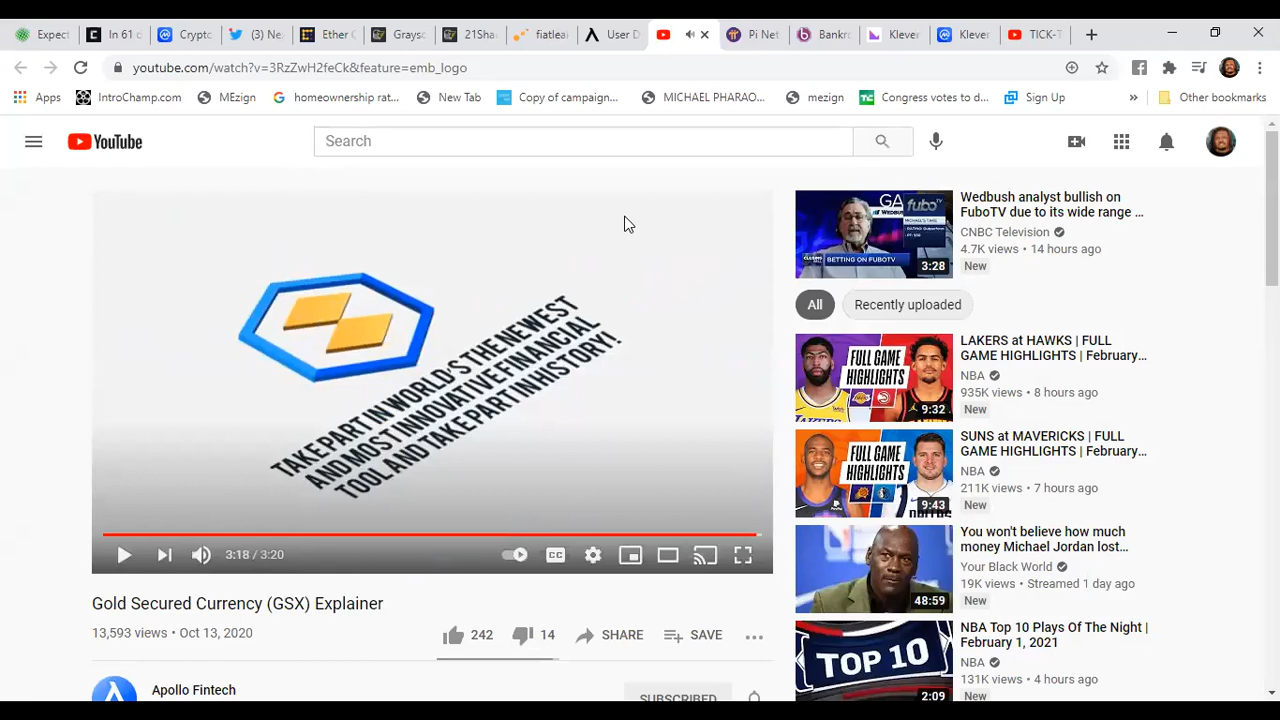 Expect
In 61 d
Crypto
(3) Ne
Ether C
Graysc
21Sha
fiatlea
User D
Pi Net
Bankro
Klever
Klever
TICK-T
youtube.com/watch?v=3RzZwH2feCk&feature=emb_logo
Apps
IntroChamp.com
MEzign
homeownership rat...
New Tab
Copy of campaign...
MICHAEL PHARAO...
mezign
Congress votes to d...
Sign Up
»
Other bookmarks
YouTube
Search
TAKE PART IN WORLD'S THE NEWEST
AND MOST INNOVATIVE FINANCIAL
TOOL AND TAKE PART IN HISTORY!
3:18 / 3:20
CC
Gold Secured Currency (GSX) Explainer
13,593 views • Oct 13, 2020
242
14
SHARE
SAVE
Apollo Fintech
SUBSCRIBED
GA
WEDBUSH
fubo TV
BETTING ON FUBOTV
3:28
Wedbush analyst bullish on
FuboTV due to its wide range ...
CNBC Television
4.7K views • 14 hours ago
New
All
Recently uploaded
FULL GAME
HIGHLIGHTS
9:32
LAKERS at HAWKS | FULL
GAME HIGHLIGHTS | February...
NBA
935K views • 8 hours ago
New
FULL GAME
HIGHLIGHTS
9:43
SUNS at MAVERICKS | FULL
GAME HIGHLIGHTS | February...
NBA
211K views • 7 hours ago
New
48:59
You won't believe how much
money Michael Jordan lost...
Your Black World
19K views • Streamed 1 day ago
New
TOP 10
2:09
NBA Top 10 Plays Of The Night |
February 1, 2021
NBA
131K views • 4 hours ago
New